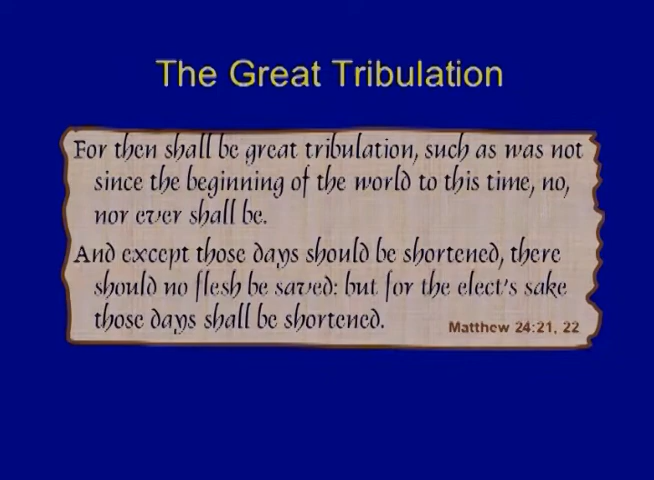 The Great Tribulation
For then shall be great tribulation, such as was not
since the beginning of the world to this time, no,
nor ever shall be.
And except those days should be shortened, there
should no flesh be saved: but for the elect's sake
those days shall be shortened.
Matthew 24:21, 22